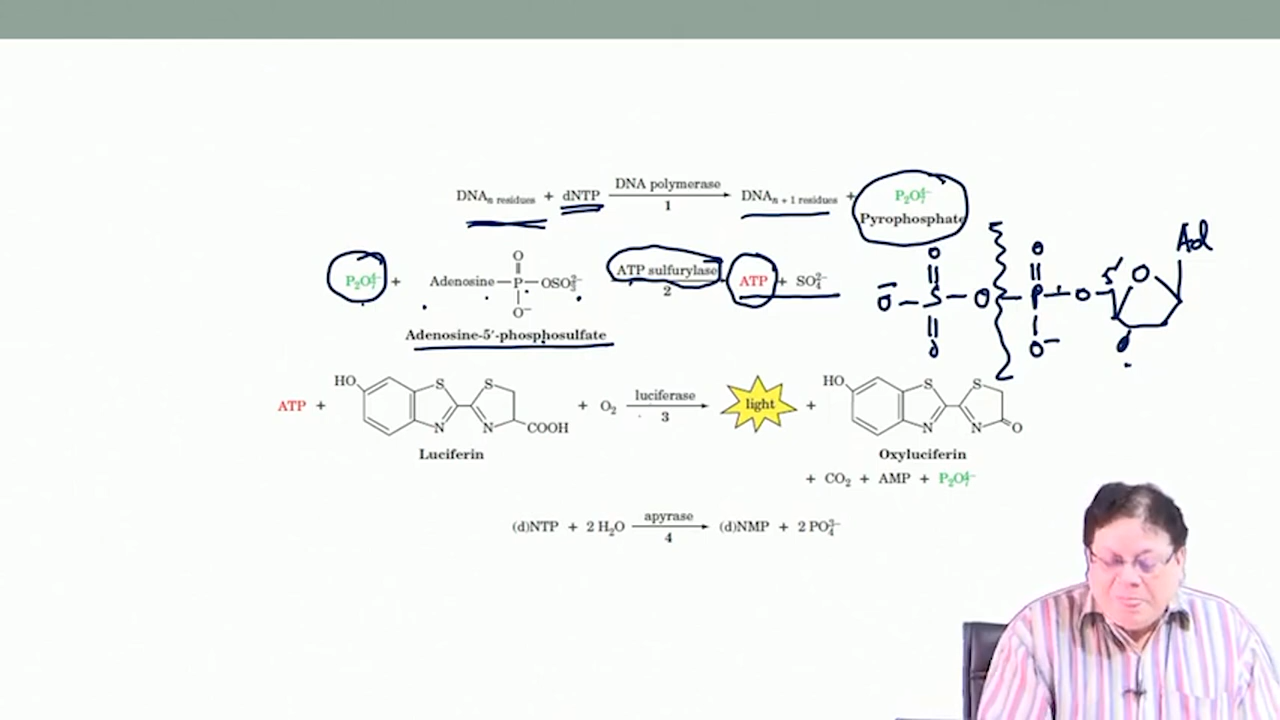 DNAₙ residues + dNTP DNA polymerase 1 DNAₙ ₊ ₁ residues + P₂O₇⁴⁻
Pyrophosphate
P₂O₇⁴⁻ + Adenosine—P—OSO₃²⁻ ATP sulfurylase 2 ATP + SO₄²⁻
O
O⁻
Adenosine-5′-phosphosulfate
O O Ad
⁻O—S—O—P—O—5′ O
O O⁻
ATP + HO S S N N COOH + O₂ luciferase 3 light + HO S S N N O
Luciferin Oxyluciferin
+ CO₂ + AMP + P₂O₇⁴⁻
(d)NTP + 2 H₂O apyrase 4 (d)NMP + 2 PO₄³⁻